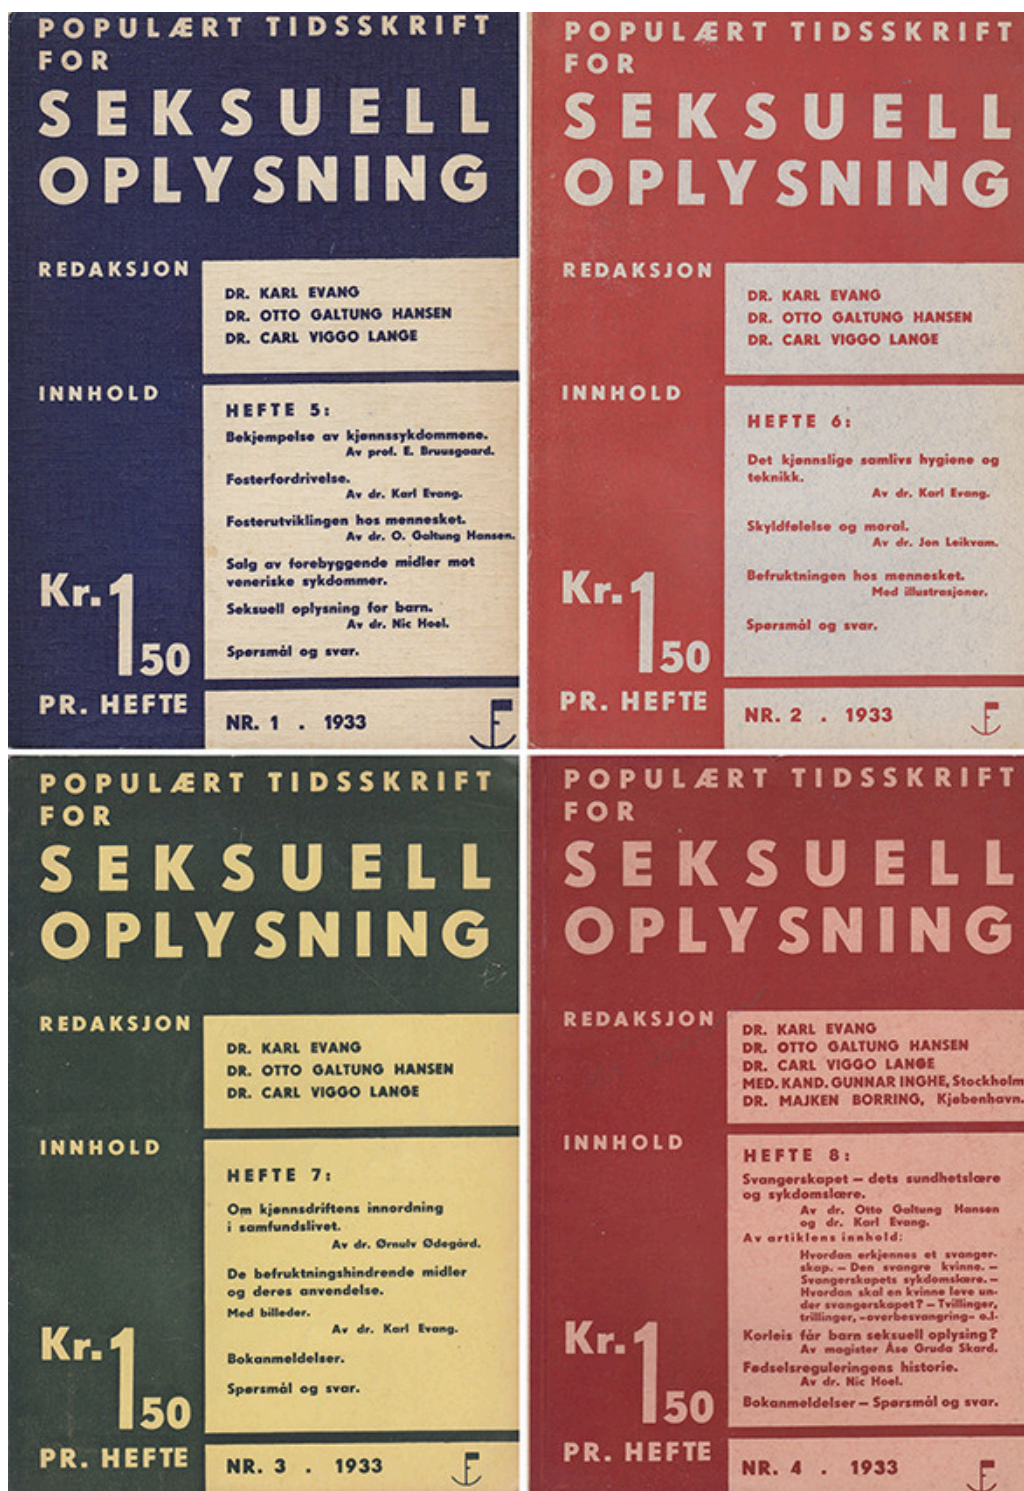 POPULÆRT TIDSSKRIFT
FOR
SEKSUELL
OPLYSNING
REDAKSJON
DR. KARL EVANG
DR. OTTO GALTUNG HANSEN
DR. CARL VIGGO LANGE
INNHOLD
HEFTE 5:
Bekjempelse av kjønnssykdommene.
Av prof. E. Bruusgaard.
Fosterfordrivelse.
Av dr. Karl Evang.
Fosterutviklingen hos mennesket.
Av dr. O. Galtung Hansen.
Salg av forebyggende midler mot
veneriske sykdommer.
Seksuell oplysning for barn.
Av dr. Nic Hoel.
Spørsmål og svar.
Kr. 1
50
PR. HEFTE
NR. 1 . 1933
POPULÆRT TIDSSKRIFT
FOR
SEKSUELL
OPLYSNING
REDAKSJON
DR. KARL EVANG
DR. OTTO GALTUNG HANSEN
DR. CARL VIGGO LANGE
INNHOLD
HEFTE 6:
Det kjønnslige samlivs hygiene og
teknikk.
Av dr. Karl Evang.
Skyldfølelse og moral.
Av dr. Jon Leikvam.
Befruktningen hos mennesket.
Med illustrasjoner.
Spørsmål og svar.
Kr. 1
50
PR. HEFTE
NR. 2 . 1933
POPULÆRT TIDSSKRIFT
FOR
SEKSUELL
OPLYSNING
REDAKSJON
DR. KARL EVANG
DR. OTTO GALTUNG HANSEN
DR. CARL VIGGO LANGE
INNHOLD
HEFTE 7:
Om kjønnsdriftens innordning
i samfundslivet.
Av dr. Ørnulv Ødegård.
De befruktningshindrende midler
og deres anvendelse.
Med billeder.
Av dr. Karl Evang.
Bokanmeldelser.
Spørsmål og svar.
Kr. 1
50
PR. HEFTE
NR. 3 . 1933
POPULÆRT TIDSSKRIFT
FOR
SEKSUELL
OPLYSNING
REDAKSJON
DR. KARL EVANG
DR. OTTO GALTUNG HANSEN
DR. CARL VIGGO LANGE
MED. KAND. GUNNAR INGHE, Stockholm
DR. MAJKEN BORRING, Kjøbenhavn.
INNHOLD
HEFTE 8:
Svangerskapet – dets sundhetslære
og sykdomslære.
Av dr. Otto Galtung Hansen
og dr. Karl Evang.
Av artiklens innhold:
Hvordan erkjennes et svanger-
skap. – Den svangre kvinne. –
Svangerskapets sykdomslære. –
Hvordan skal en kvinne leve un-
der svangerskapet? – Tvillinger,
trillinger, -overbesvangring- o.l.
Korleis får barn seksuell oplysing?
Av magister Åse Gruda Skard.
Fødselsreguleringens historie.
Av dr. Nic Hoel.
Bokanmeldelser – Spørsmål og svar.
Kr. 1
50
PR. HEFTE
NR. 4 . 1933